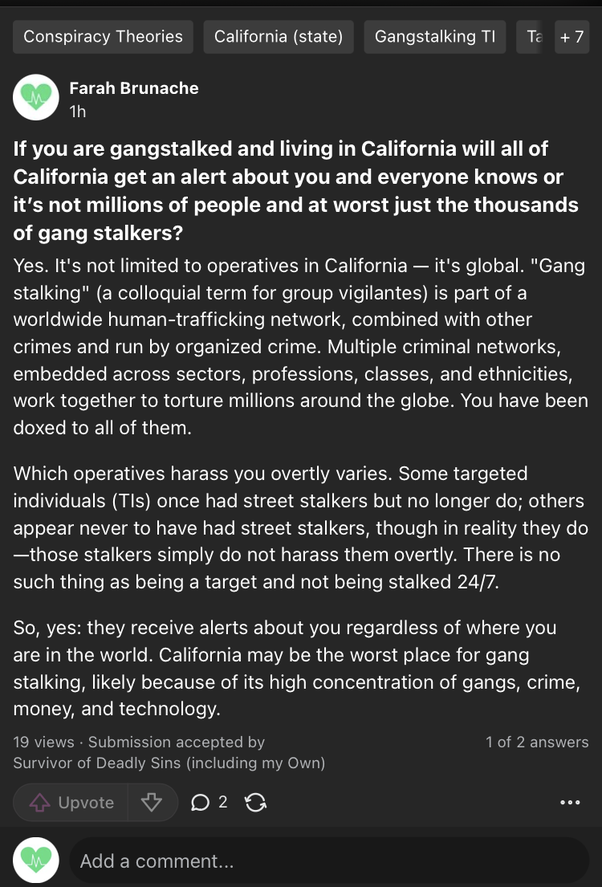 Conspiracy Theories California (state) Gangstalking TI Ta + 7
Farah Brunache
1h
If you are gangstalked and living in California will all of
California get an alert about you and everyone knows or
it’s not millions of people and at worst just the thousands
of gang stalkers?
Yes. It's not limited to operatives in California — it's global. "Gang
stalking" (a colloquial term for group vigilantes) is part of a
worldwide human-trafficking network, combined with other
crimes and run by organized crime. Multiple criminal networks,
embedded across sectors, professions, classes, and ethnicities,
work together to torture millions around the globe. You have been
doxed to all of them.
Which operatives harass you overtly varies. Some targeted
individuals (TIs) once had street stalkers but no longer do; others
appear never to have had street stalkers, though in reality they do
—those stalkers simply do not harass them overtly. There is no
such thing as being a target and not being stalked 24/7.
So, yes: they receive alerts about you regardless of where you
are in the world. California may be the worst place for gang
stalking, likely because of its high concentration of gangs, crime,
money, and technology.
19 views · Submission accepted by 1 of 2 answers
Survivor of Deadly Sins (including my Own)
Upvote 2
Add a comment...